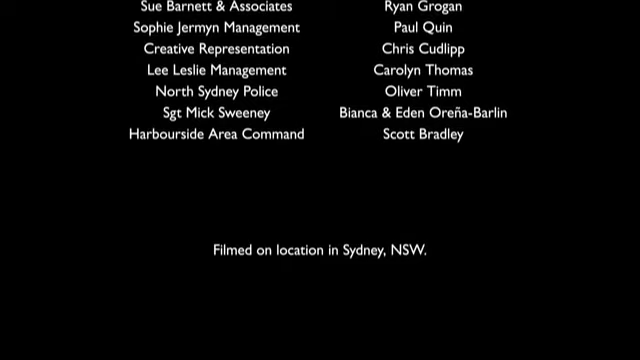 Sue Barnett & Associates
Sophie Jermyn Management
Creative Representation
Lee Leslie Management
North Sydney Police
Sgt Mick Sweeney
Harbourside Area Command
Ryan Grogan
Paul Quin
Chris Cudlipp
Carolyn Thomas
Oliver Timm
Bianca & Eden Oreña-Barlin
Scott Bradley
Filmed on location in Sydney, NSW.